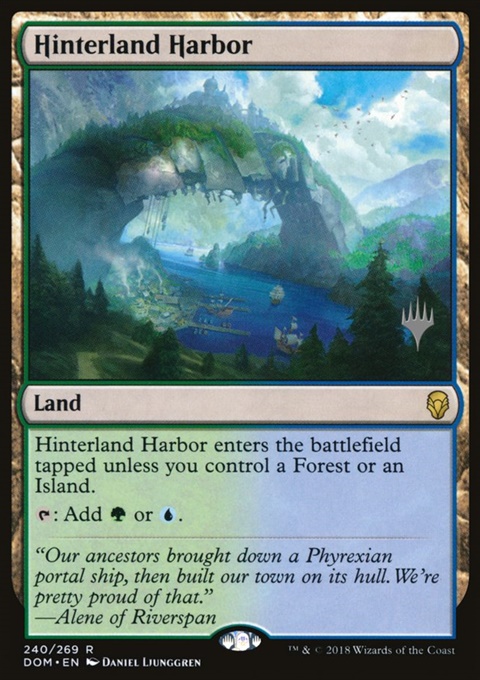 Hinterland Harbor
Land
Hinterland Harbor enters the battlefield
tapped unless you control a Forest or an
Island.
: Add or .
“Our ancestors brought down a Phyrexian
portal ship, then built our town on its hull. We’re
pretty proud of that.”
—Alene of Riverspan
240/269 R
DOM • EN Daniel Ljunggren
™ & © 2018 Wizards of the Coast